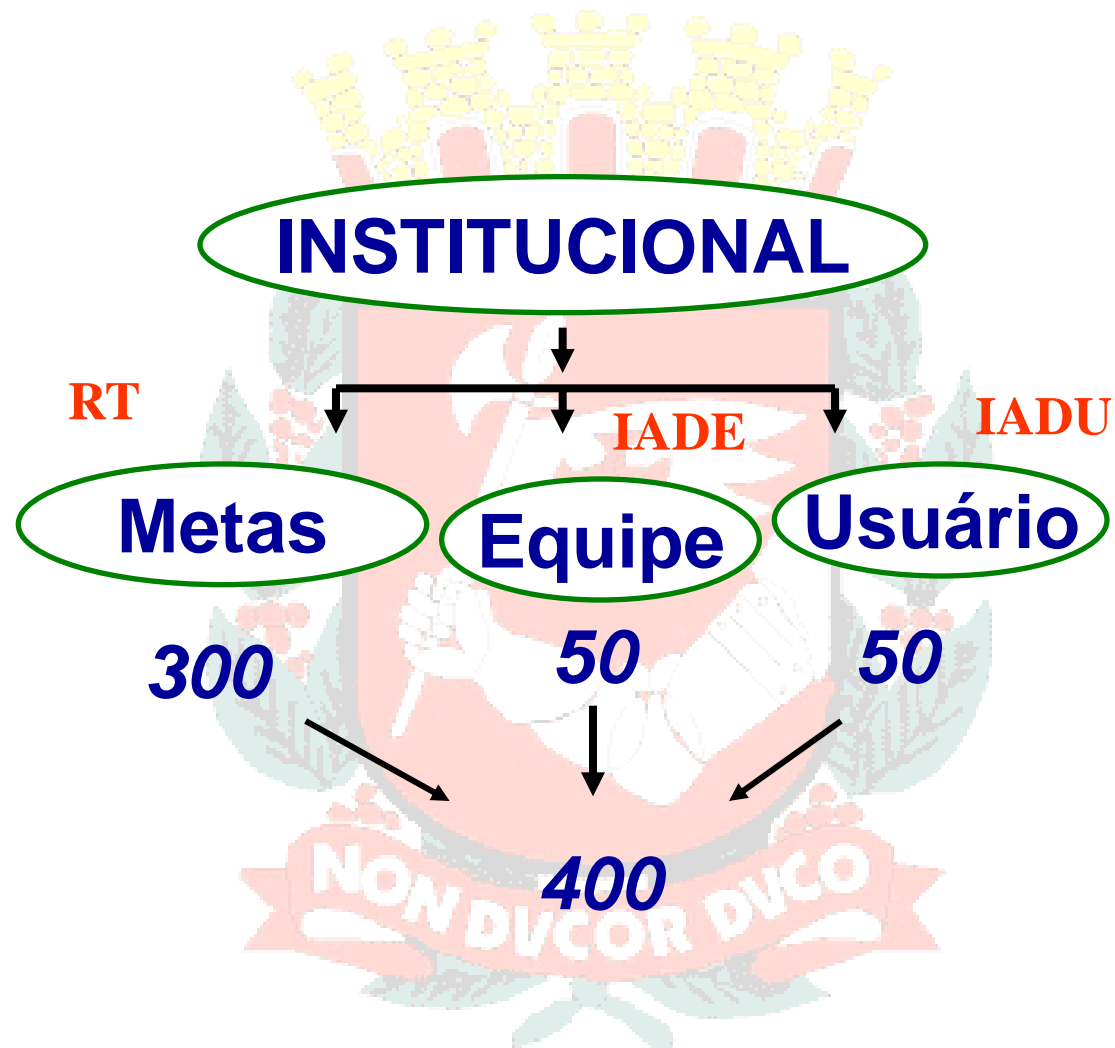 INSTITUCIONAL
RT
IADE
IADU
Metas
Equipe
Usuário
300
50
50
400
NON DVCOR DVCO